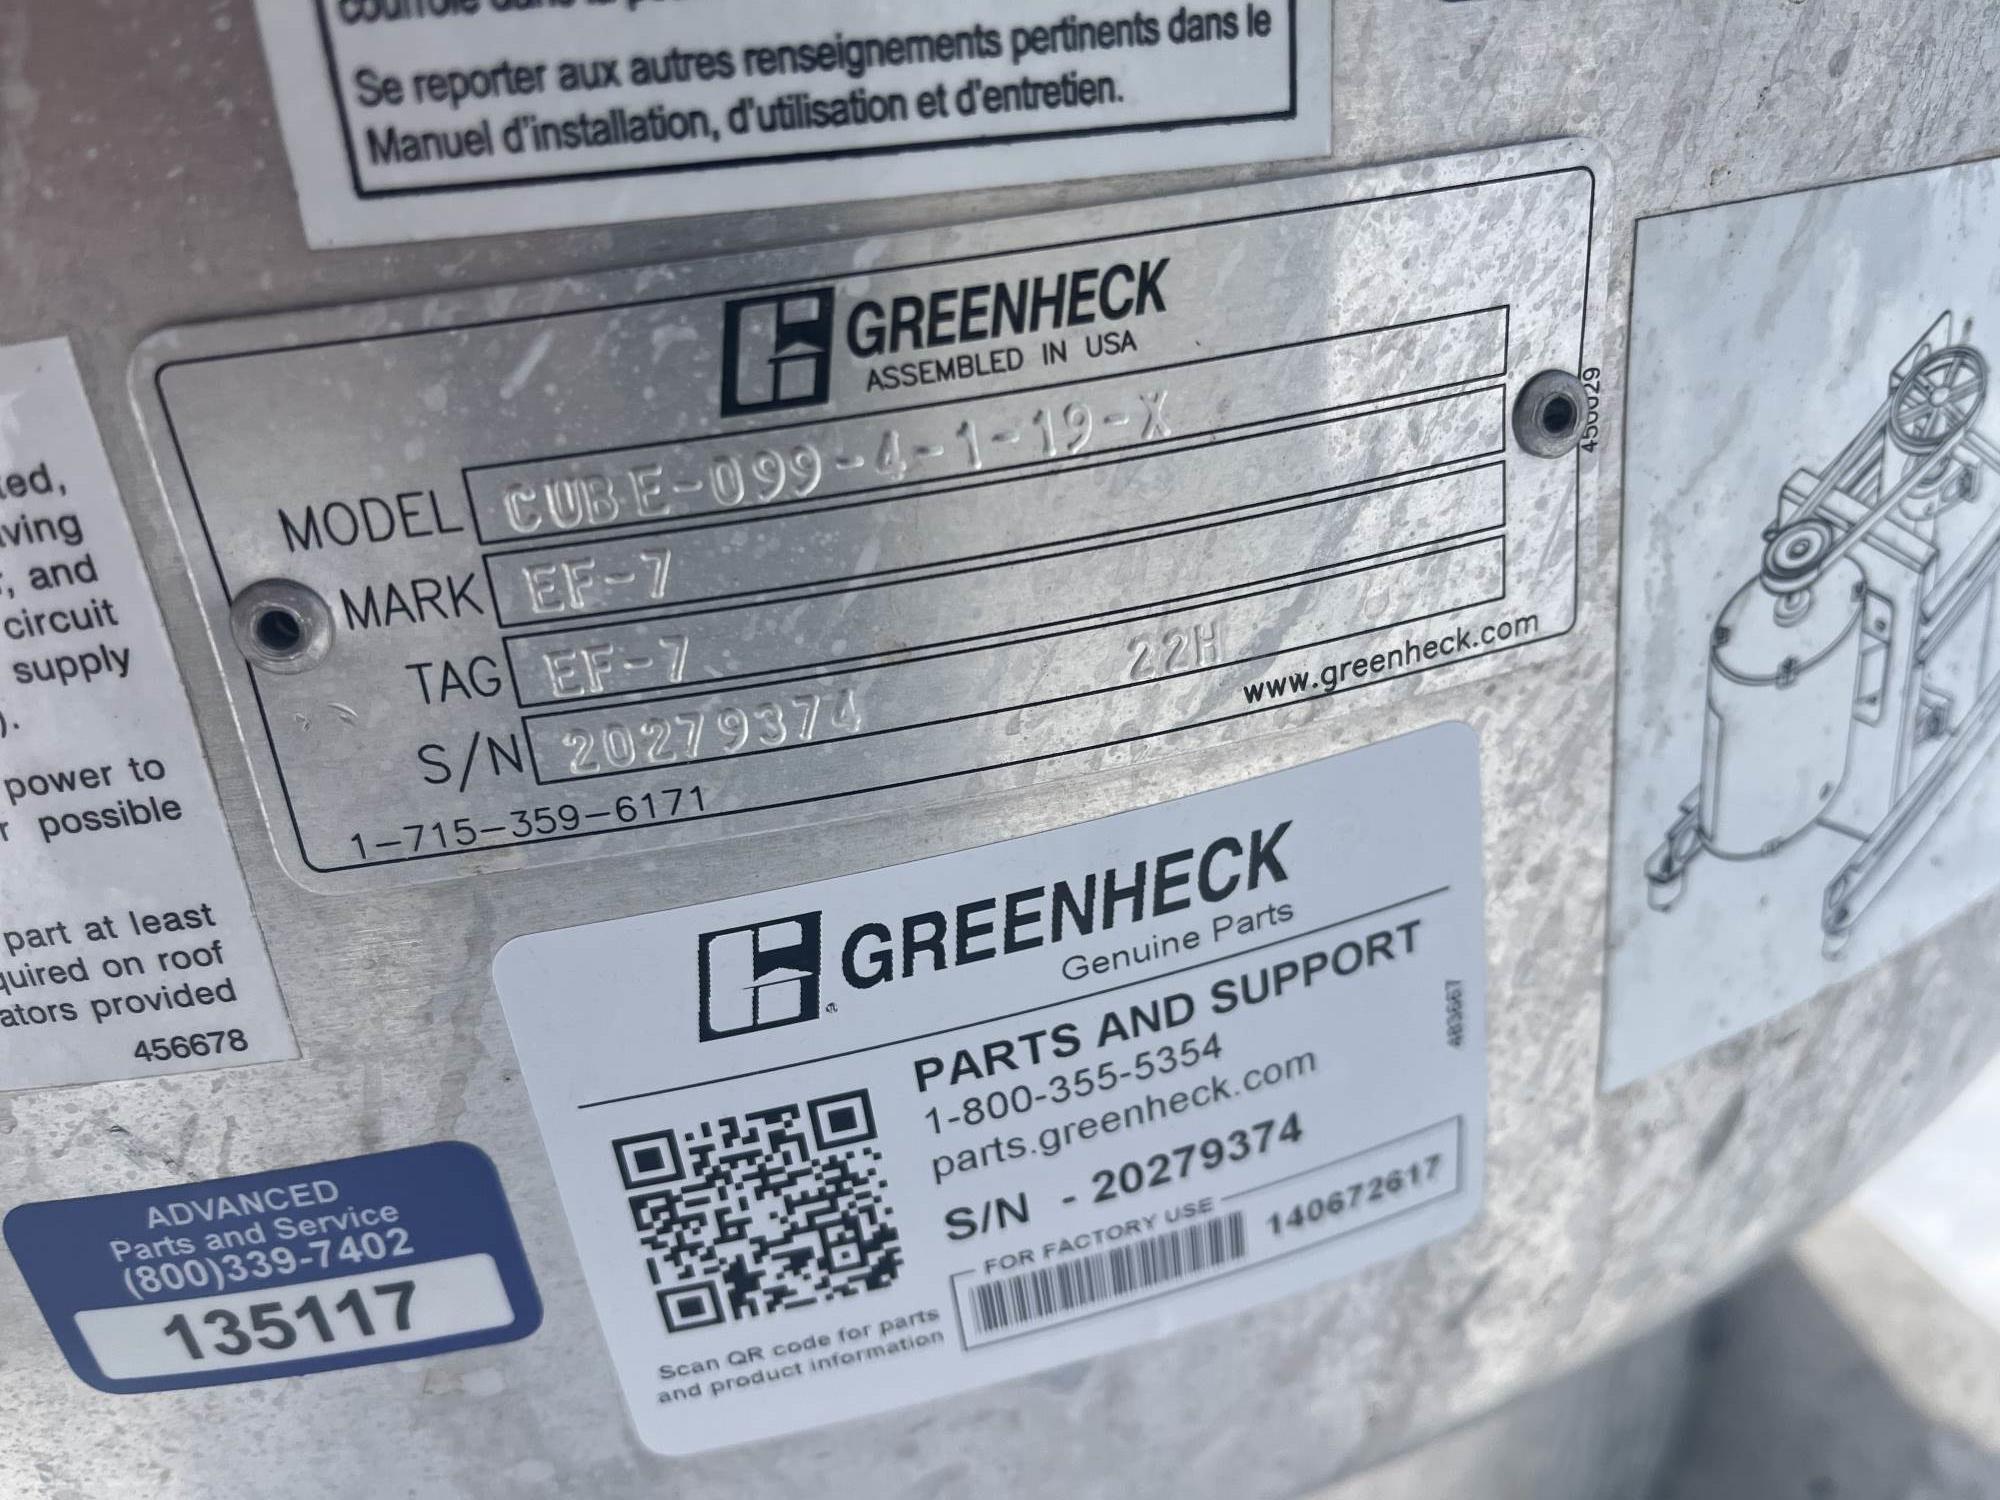 Se reporter aux autres renseignements pertinents dans le
Manuel d'installation, d'utilisation et d'entretien.
GREENHECK
ASSEMBLED IN USA
MODEL CUBE-099-4-1-19-X
MARK EF-7
TAG EF-7
S/N 20279374 22H
1-715-359-6171
www.greenheck.com
and
circuit
supply
power to
possible
part at least
on roof
provided
456678
GREENHECK
Genuine Parts
PARTS AND SUPPORT
1-800-355-5354
parts.greenheck.com
S/N - 20279374
FOR FACTORY USE
140672617
Scan QR code for parts
and product information
ADVANCED
Parts and Service
(800)339-7402
135117